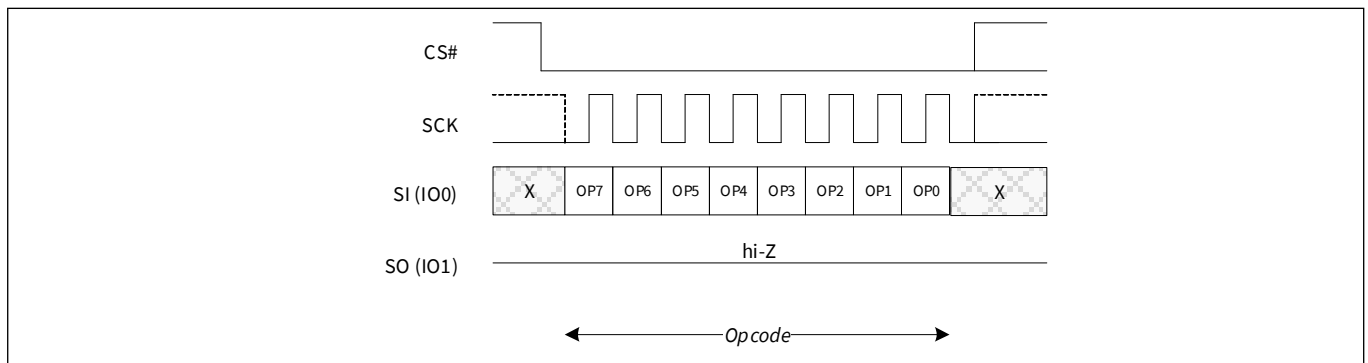 CS#
SCK
SI (IO0) X OP7 OP6 OP5 OP4 OP3 OP2 OP1 OP0 X
hi-Z
SO (IO1)
Opcode